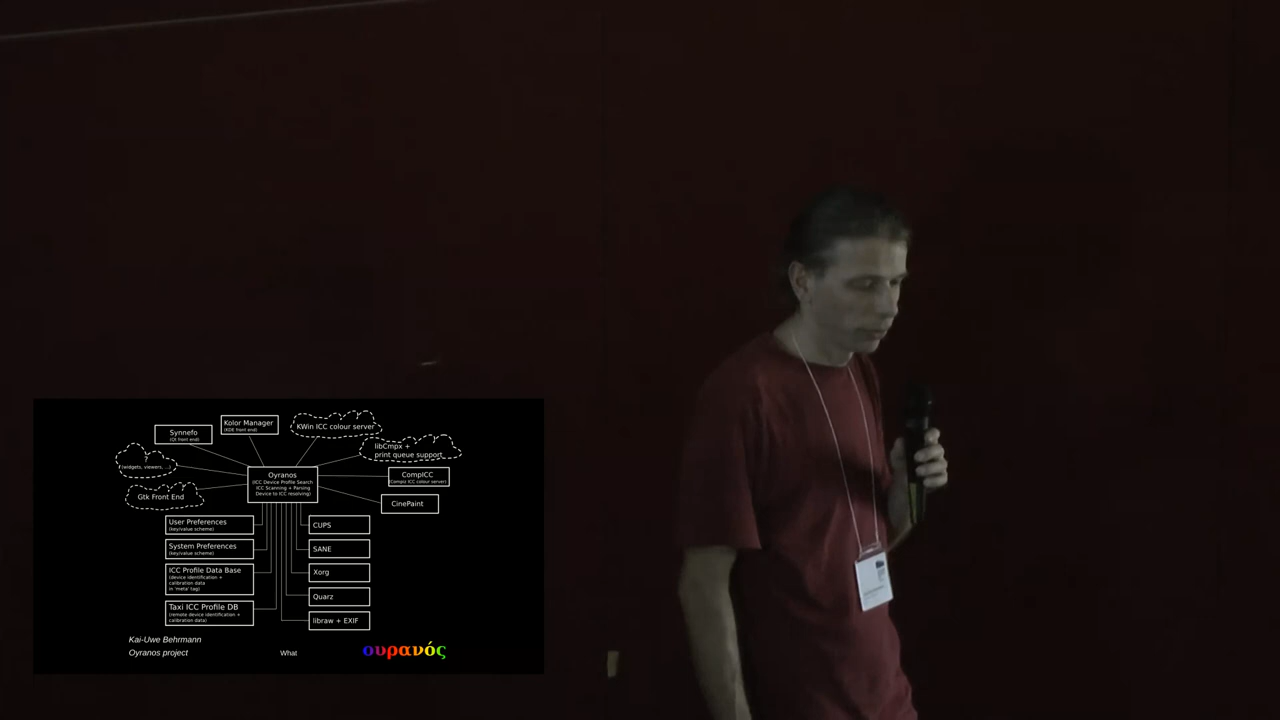 Synnefo
(Qt front end)
Kolor Manager
(KDE front end)
KWin ICC colour server
libCmpx +
print queue support
?
(widgets, viewers, ...)
Gtk Front End
Oyranos
(ICC Device Profile Search
ICC Scanning + Parsing
Device to ICC resolving)
CompICC
(Compiz ICC colour server)
CinePaint
User Preferences
(key/value scheme)
System Preferences
(key/value scheme)
ICC Profile Data Base
(device identification +
calibration data
in 'meta' tag)
Taxi ICC Profile DB
(remote device identification +
calibration data)
CUPS
SANE
Xorg
Quarz
libraw + EXIF
Kai-Uwe Behrmann
Oyranos project
What
ουρανός